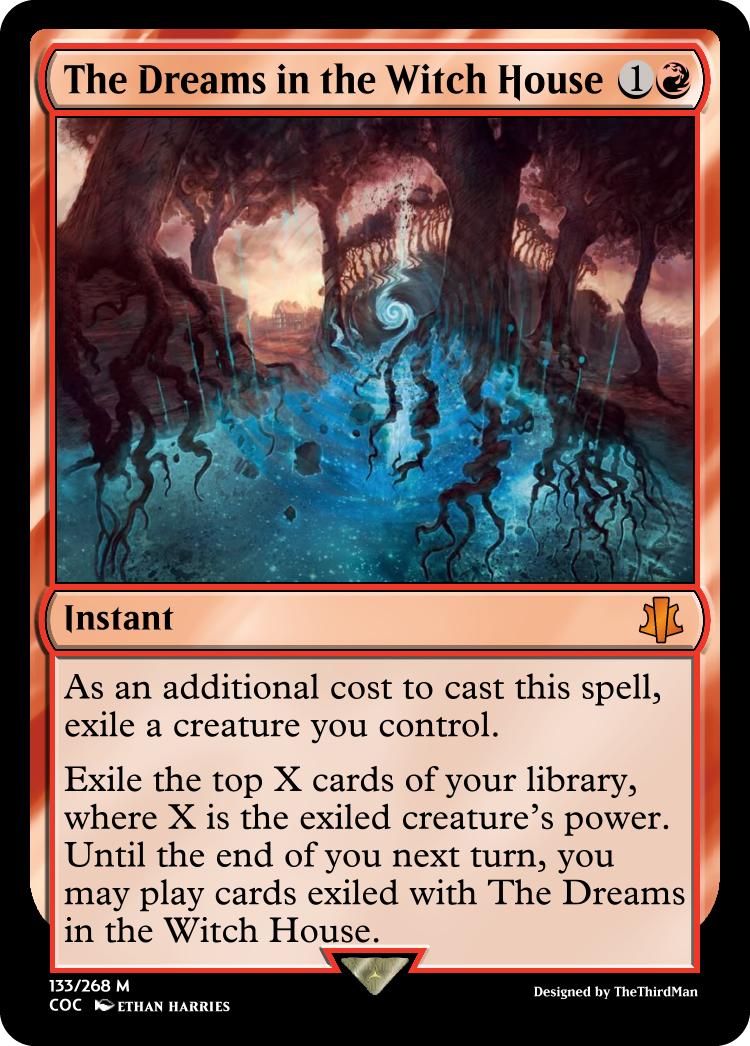 The Dreams in the Witch House 1
Instant
As an additional cost to cast this spell,
exile a creature you control.
Exile the top X cards of your library,
where X is the exiled creature's power.
Until the end of you next turn, you
may play cards exiled with The Dreams
in the Witch House.
133/268 M
COC ETHAN HARRIES
Designed by TheThirdMan